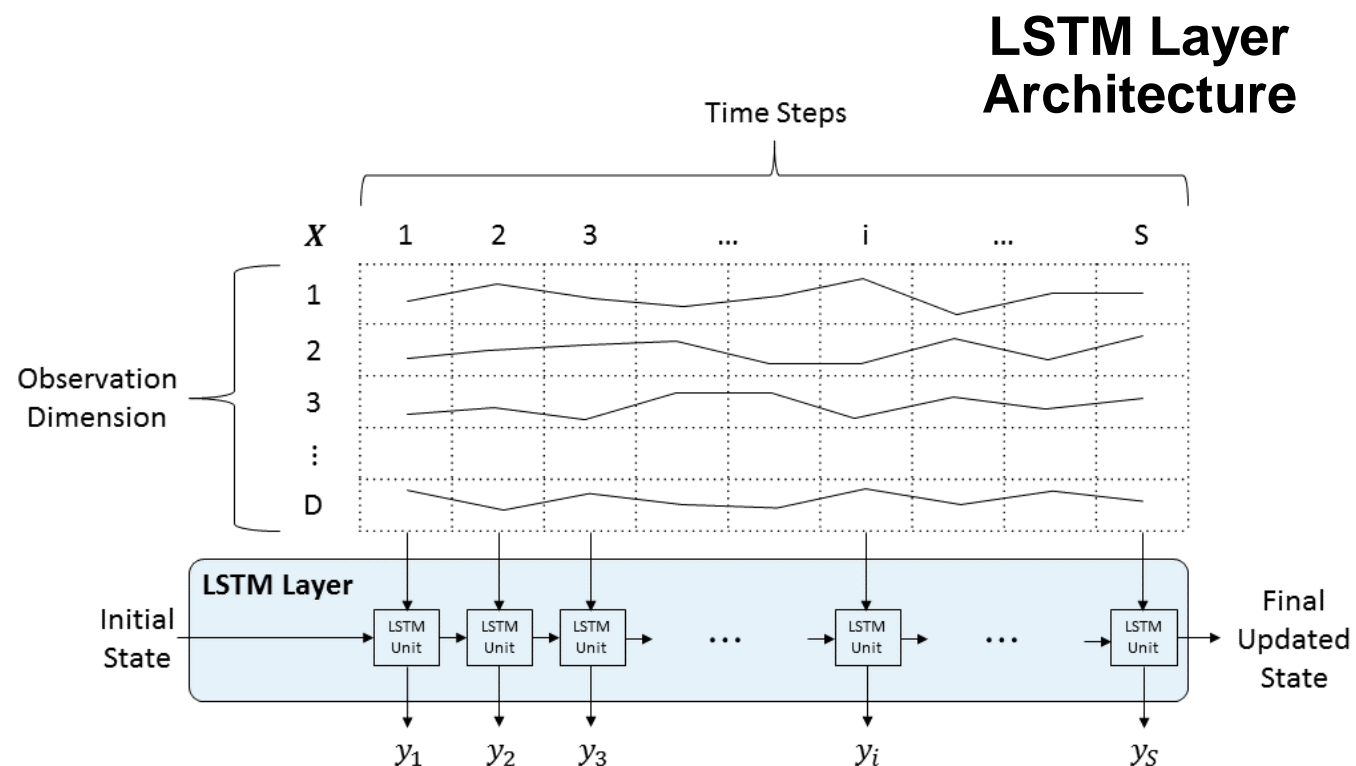 LSTM Layer
Architecture
Time Steps
X 1 2 3 ... i ... S
1
2
3
⋮
D
Observation
Dimension
LSTM Layer
Initial
State
LSTM
Unit
LSTM
Unit
LSTM
Unit
...
LSTM
Unit
...
LSTM
Unit
Final
Updated
State
y₁ y₂ y₃ yᵢ y_S